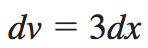 dv = 3dx